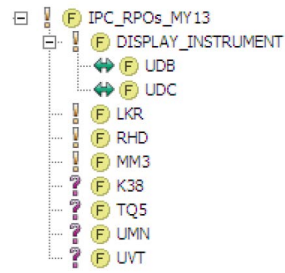 F IPC_RPOs_MY13
F DISPLAY_INSTRUMENT
F UDB
F UDC
F LKR
F RHD
F MM3
? F K38
? F TQ5
? F UMN
? F UVT